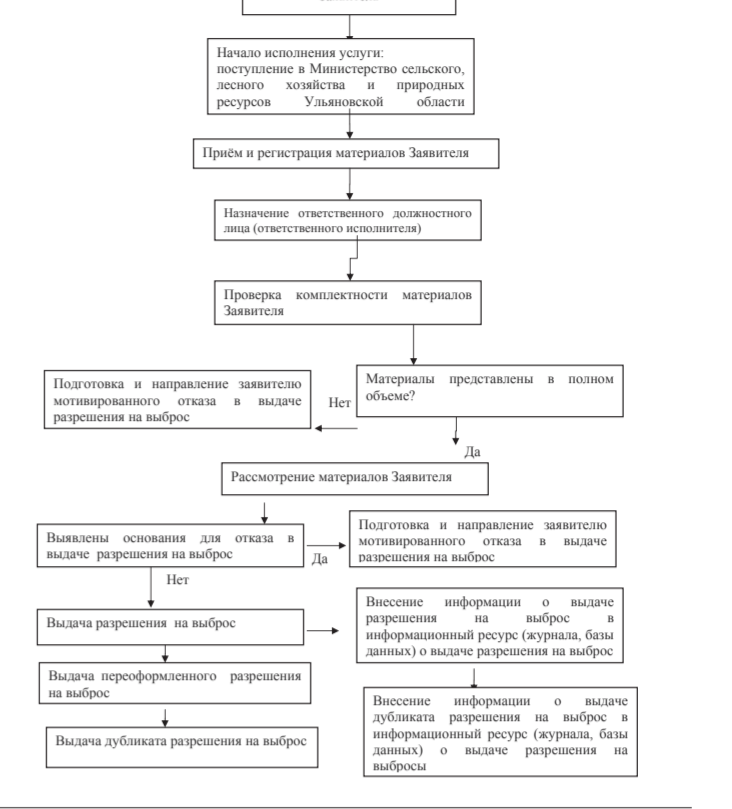 Начало исполнения услуги:
поступление в Министерство сельского,
лесного хозяйства и природных
ресурсов Ульяновской области
Приём и регистрация материалов Заявителя
Назначение ответственного должностного
лица (ответственного исполнителя)
Проверка комплектности материалов
Заявителя
Материалы представлены в полном
объеме?
Нет
Подготовка и направление заявителю
мотивированного отказа в выдаче
разрешения на выброс
Да
Рассмотрение материалов Заявителя
Выявлены основания для отказа в
выдаче разрешения на выброс
Да
Подготовка и направление заявителю
мотивированного отказа в выдаче
разрешения на выброс
Нет
Выдача разрешения на выброс
Внесение информации о выдаче
разрешения на выброс в
информационный ресурс (журнала, базы
данных) о выдаче разрешения на выброс
Выдача переоформленного разрешения
на выброс
Внесение информации о выдаче
дубликата разрешения на выброс в
информационный ресурс (журнала, базы
данных) о выдаче разрешения на
выбросы
Выдача дубликата разрешения на выброс